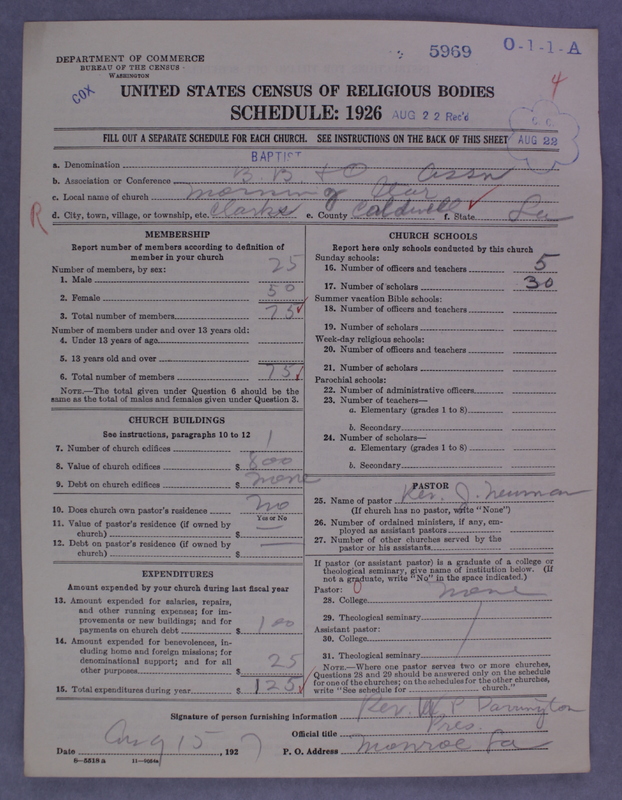 DEPARTMENT OF COMMERCE
BUREAU OF THE CENSUS
WASHINGTON
5969
O-1-1-A
4
COX
UNITED STATES CENSUS OF RELIGIOUS BODIES
SCHEDULE: 1926
AUG 22 Rec'd
FILL OUT A SEPARATE SCHEDULE FOR EACH CHURCH. SEE INSTRUCTIONS ON THE BACK OF THIS SHEET
AUG 22
a. Denomination BAPTIST
b. Association or Conference B.B. & O Assn
c. Local name of church Morning Star
R
d. City, town, village, or township, etc. Clarks e. County Caldwell f. State La
MEMBERSHIP
Report number of members according to definition of
member in your church
Number of members, by sex:
1. Male 25
2. Female 50
3. Total number of members 75
Number of members under and over 13 years old:
4. Under 13 years of age
5. 13 years old and over
6. Total number of members 75
NOTE.—The total given under Question 6 should be the
same as the total of males and females given under Question 3.
CHURCH BUILDINGS
See instructions, paragraphs 10 to 12
7. Number of church edifices 1
8. Value of church edifices $ 800
9. Debt on church edifices $ none
10. Does church own pastor's residence no
Yes or No
11. Value of pastor's residence (if owned by
church) $ —
12. Debt on pastor's residence (if owned by
church) $ —
EXPENDITURES
Amount expended by your church during last fiscal year
13. Amount expended for salaries, repairs,
and other running expenses; for im-
provements or new buildings; and for
payments on church debt $ 100
14. Amount expended for benevolences, in-
cluding home and foreign missions; for
denominational support; and for all
other purposes $ 25
15. Total expenditures during year $ 125
CHURCH SCHOOLS
Report here only schools conducted by this church
Sunday schools:
16. Number of officers and teachers 5
17. Number of scholars 30
Summer vacation Bible schools:
18. Number of officers and teachers
19. Number of scholars
Week-day religious schools:
20. Number of officers and teachers
21. Number of scholars
Parochial schools:
22. Number of administrative officers
23. Number of teachers—
a. Elementary (grades 1 to 8)
b. Secondary
24. Number of scholars—
a. Elementary (grades 1 to 8)
b. Secondary
PASTOR
25. Name of pastor Rev. J. Newman
(If church has no pastor, write "None")
26. Number of ordained ministers, if any, em-
ployed as assistant pastors
27. Number of other churches served by the
pastor or his assistants
If pastor (or assistant pastor) is a graduate of a college or
theological seminary, give name of institution below. (If
not a graduate, write "No" in the space indicated.)
Pastor: 0
28. College none
29. Theological seminary
Assistant pastor:
30. College
31. Theological seminary
NOTE.—Where one pastor serves two or more churches,
Questions 28 and 29 should be answered only on the schedule
for one of the churches; on the schedules for the other churches,
write "See schedule for church."
Signature of person furnishing information Rev. W P Darrington
Official title Pres.
Date Aug 15, 1927 P. O. Address Monroe La
8—5518 a